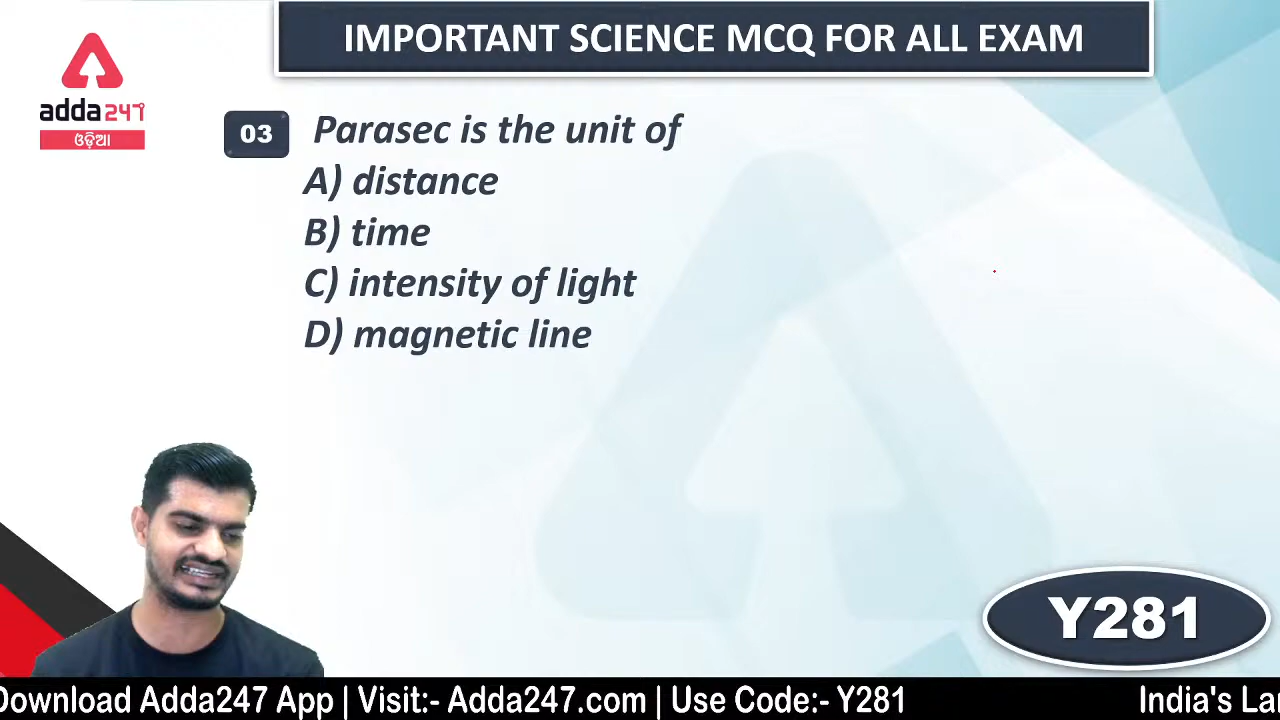 IMPORTANT SCIENCE MCQ FOR ALL EXAM
adda247
ଓଡ଼ିଆ
03 Parasec is the unit of
A) distance
B) time
C) intensity of light
D) magnetic line
Y281
Download Adda247 App | Visit:- Adda247.com | Use Code:- Y281 India's La